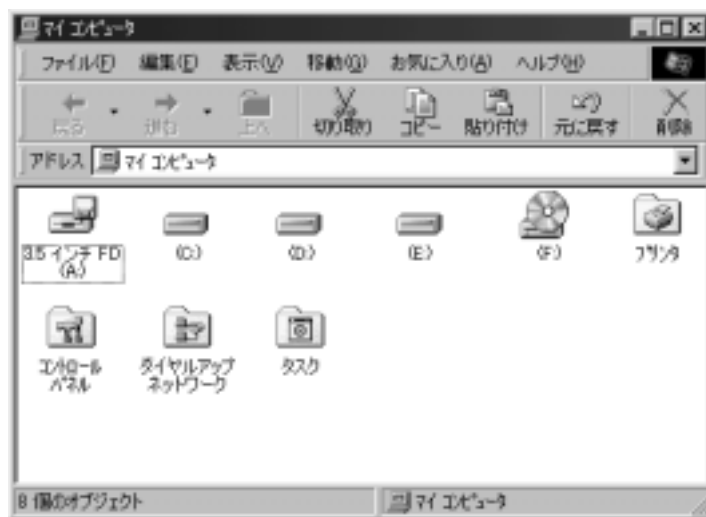 マイ コンピュータ
ファイル(F) 編集(E) 表示(V) 移動(G) お気に入り(A) ヘルプ(H)
戻る 進む 上へ 切り取り コピー 貼り付け 元に戻す 削除
アドレス マイ コンピュータ
3.5 インチ FD
(A:)
(C:)
(D:)
(E:)
(F:)
プリンタ
コントロール
パネル
ダイヤルアップ
ネットワーク
タスク
8 個のオブジェクト
マイ コンピュータ